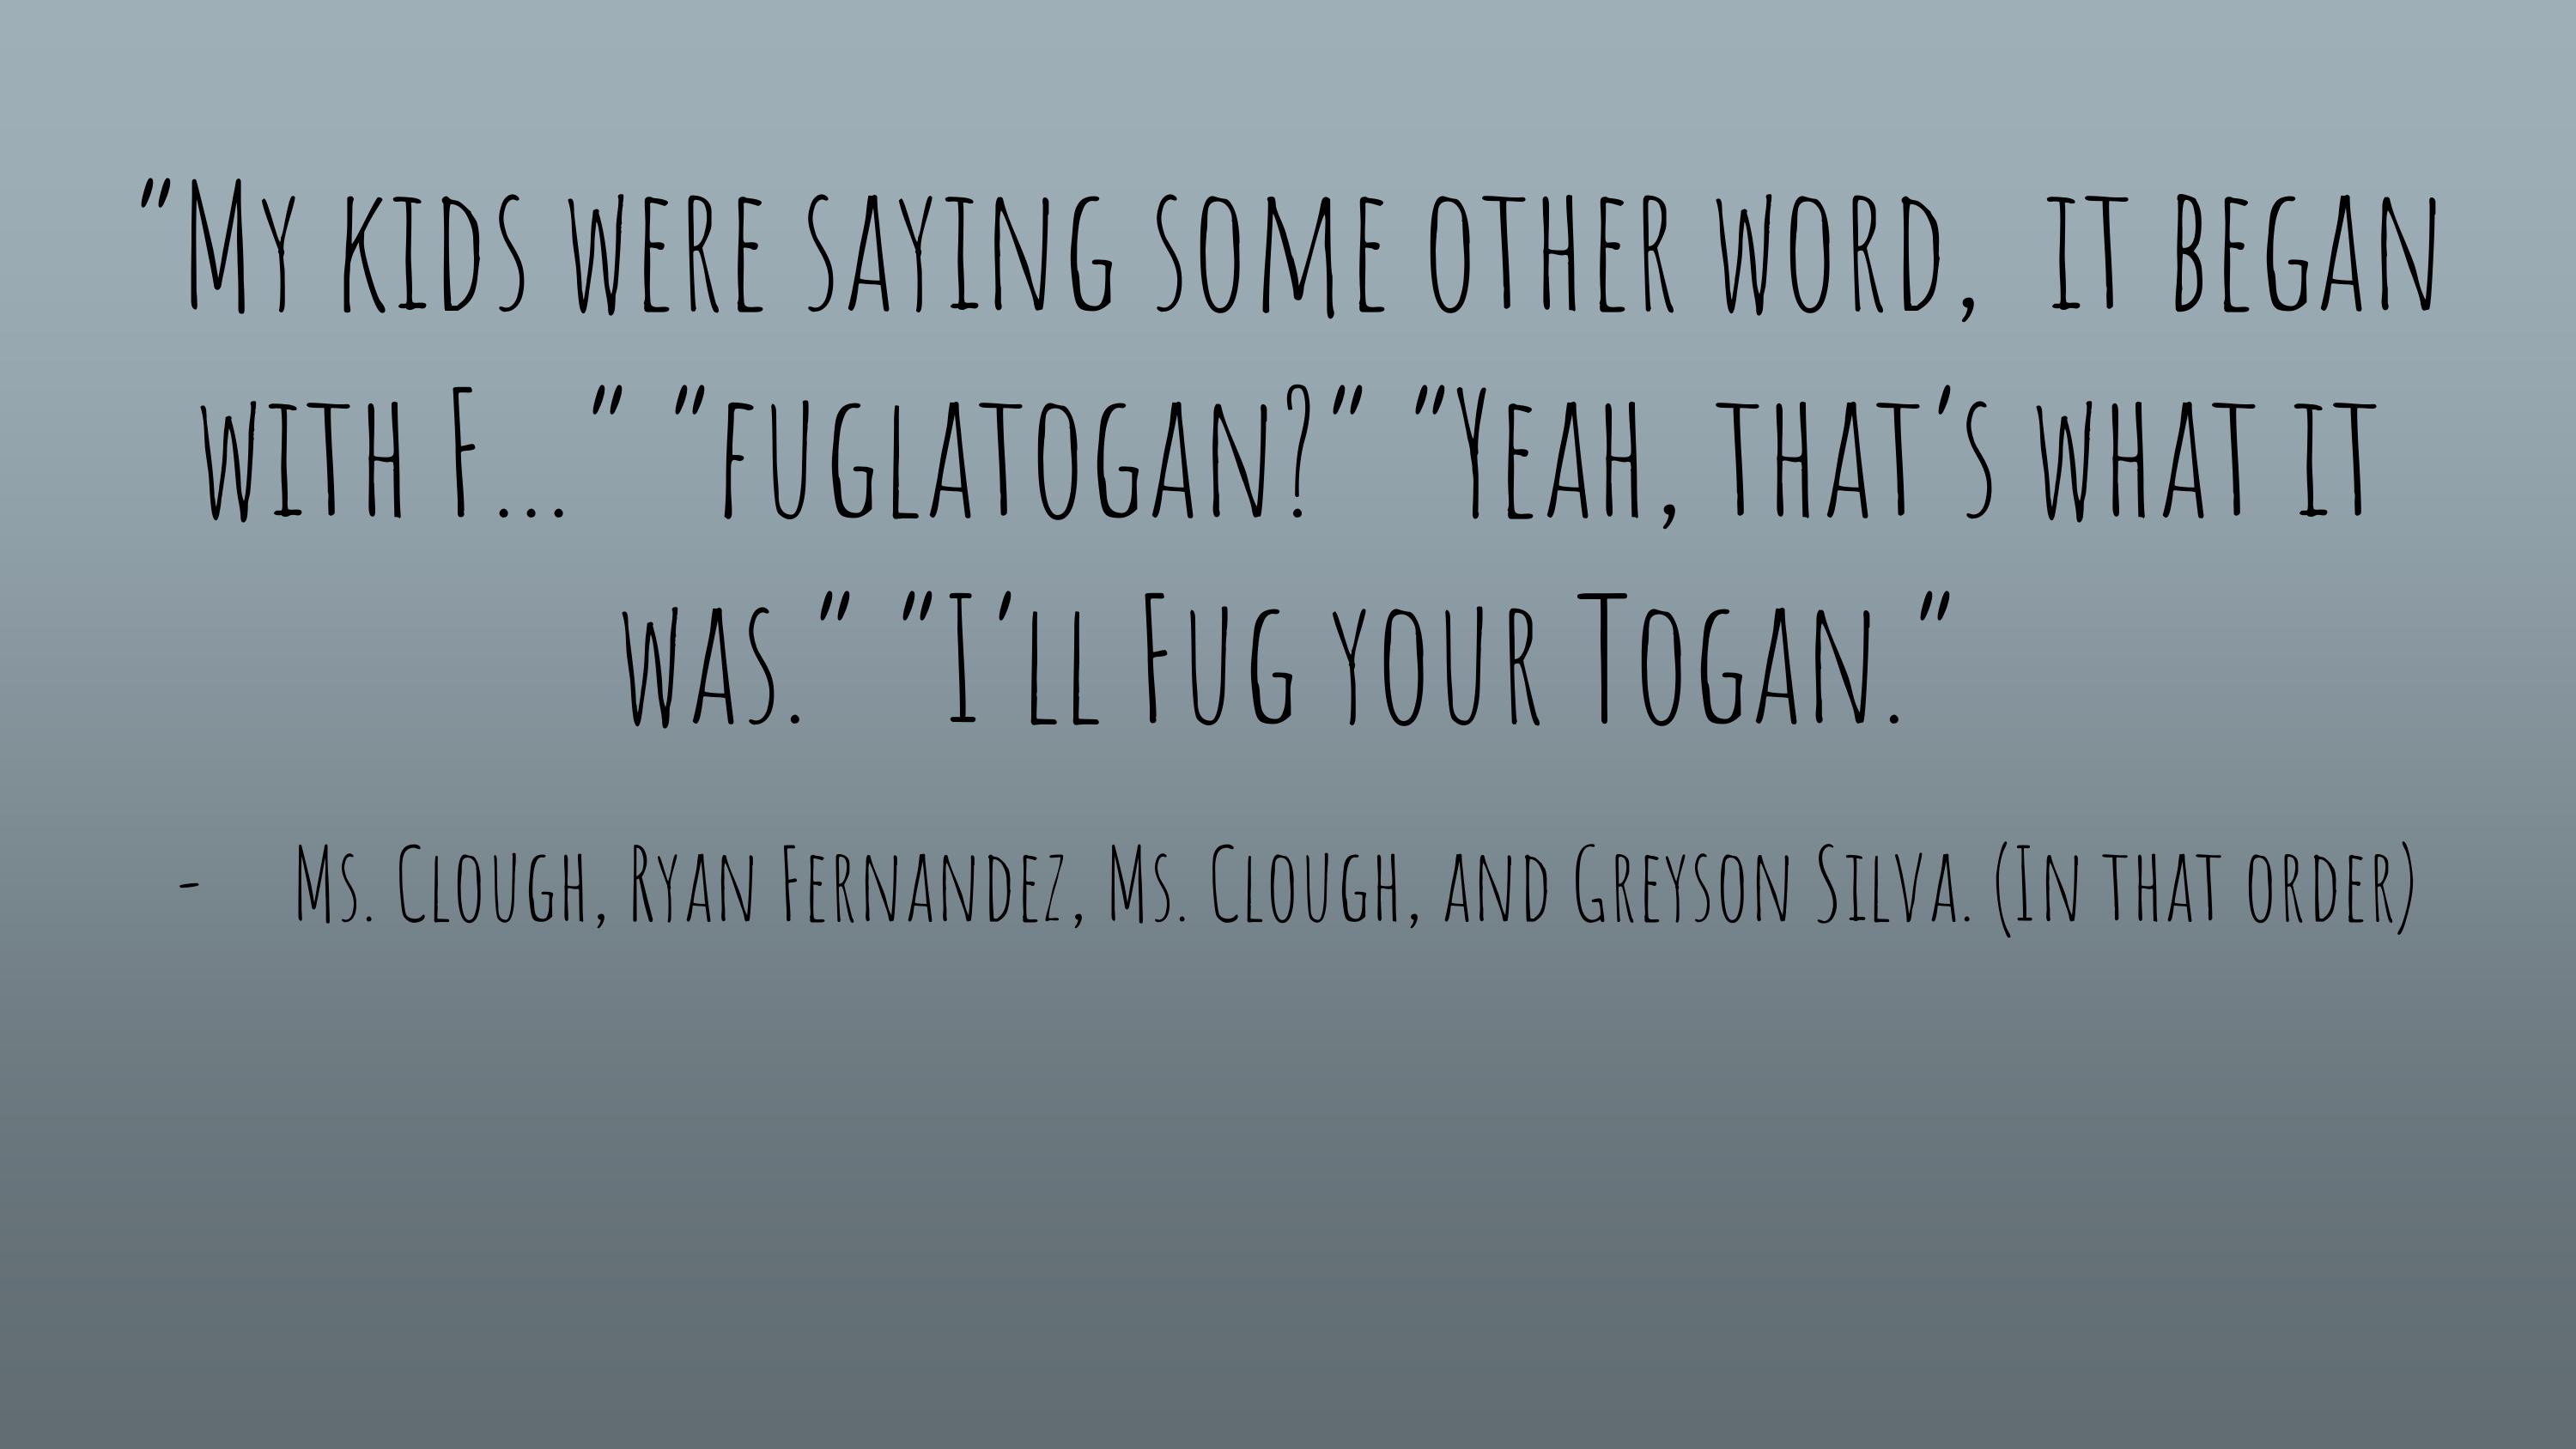 "My kids were saying some other word, it began
with F..." "fuglatogan?" "Yeah, that's what it
was." "I'll Fug your Togan."
- Ms. Clough, Ryan Fernandez, Ms. Clough, and Greyson Silva. (In that order)